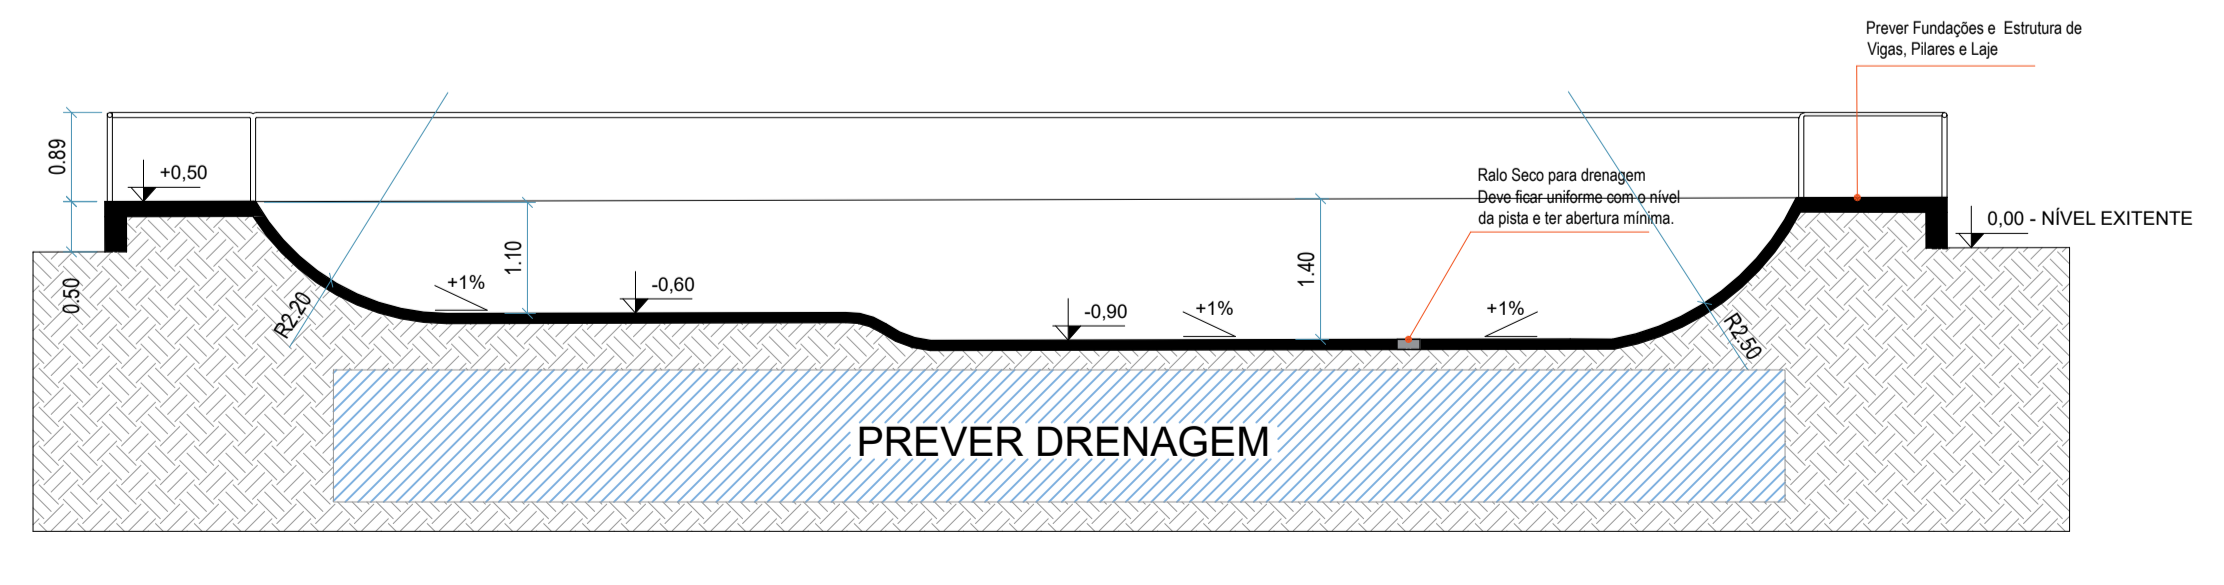 Prever Fundações e Estrutura de
Vigas, Pilares e Laje
0.89
+0,50
Ralo Seco para drenagem
Deve ficar uniforme com o nível
da pista e ter abertura mínima.
0,00 - NÍVEL EXITENTE
0.50
1.10
1.40
+1%
-0,60
R2.20
-0,90
+1%
+1%
R2.50
PREVER DRENAGEM